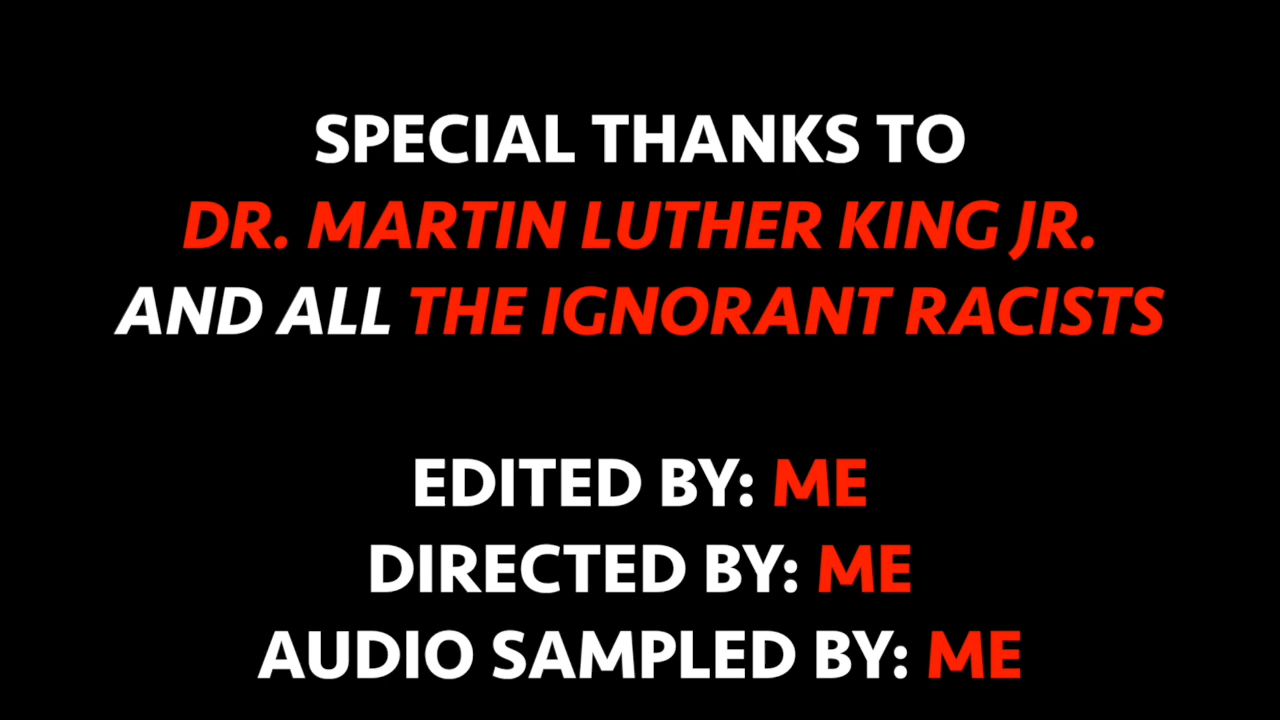 SPECIAL THANKS TO
DR. MARTIN LUTHER KING JR.
AND ALL THE IGNORANT RACISTS
EDITED BY: ME
DIRECTED BY: ME
AUDIO SAMPLED BY: ME